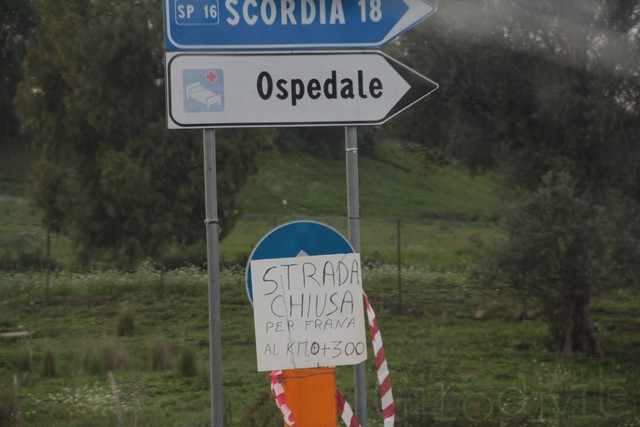 SP 16 SCORDIA 18
Ospedale
STRADA
CHIUSA
PER FRANA
AL KM 0+300